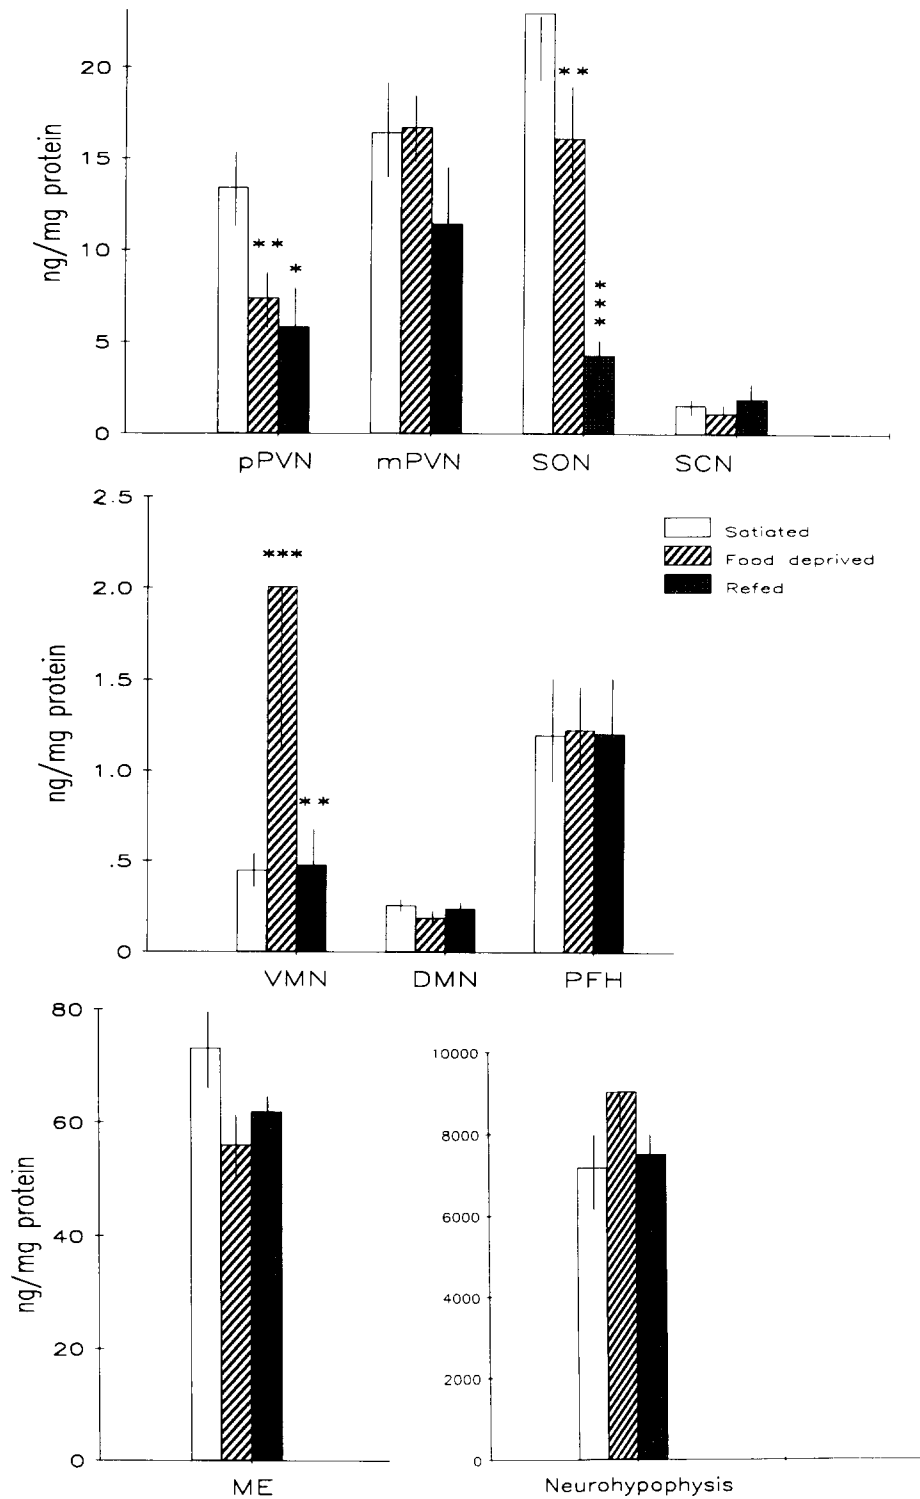 ng/mg protein
20
15
10
5
0
**
*
**
***
pPVN mPVN SON SCN
ng/mg protein
2.5
2.0
1.5
1.0
.5
0
***
**
Satiated
Food deprived
Refed
VMN DMN PFH
ng/mg protein
80
60
40
20
0
ME
10000
8000
6000
4000
2000
0
Neurohypophysis